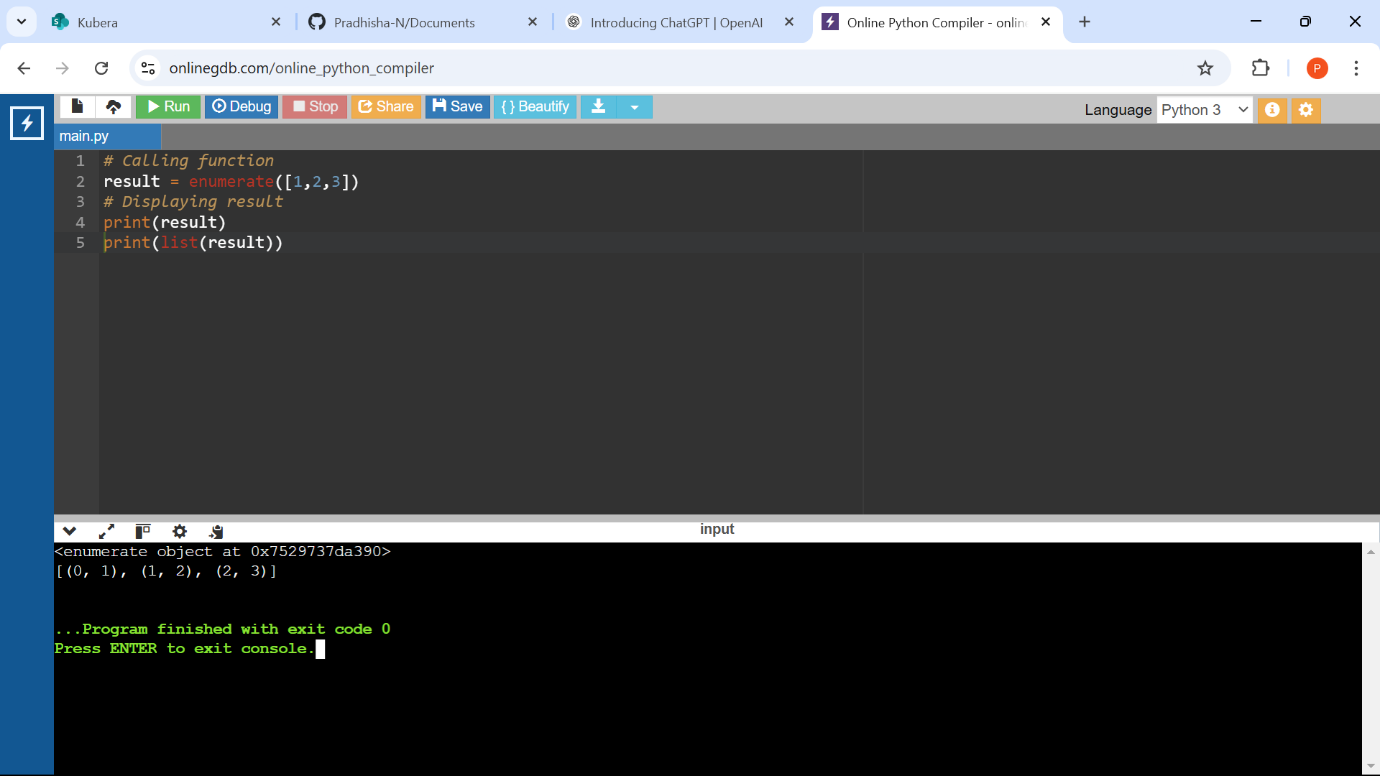 Kubera
Pradhisha-N/Documents
Introducing ChatGPT | OpenAI
Online Python Compiler - onlin
onlinegdb.com/online_python_compiler
P
Run
Debug
Stop
Share
Save
{ } Beautify
Language
Python 3
main.py
1 # Calling function
2 result = enumerate([1,2,3])
3 # Displaying result
4 print(result)
5 print(list(result))
input
<enumerate object at 0x7529737da390>
[(0, 1), (1, 2), (2, 3)]
...Program finished with exit code 0
Press ENTER to exit console.